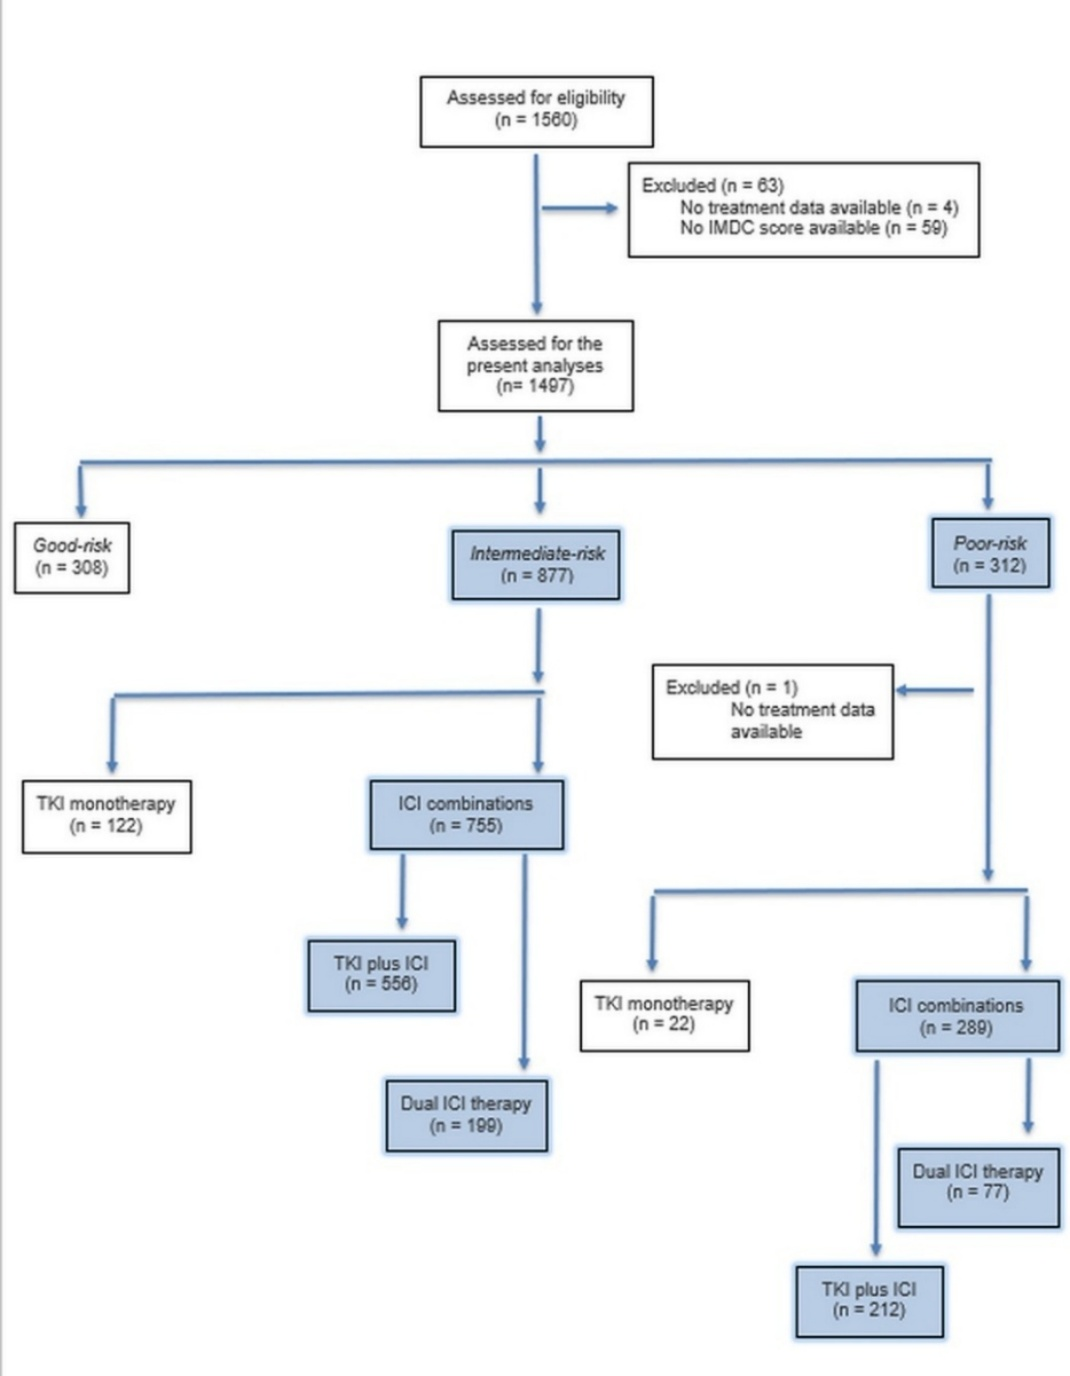 Assessed for eligibility
(n = 1560)
Excluded (n = 63)
No treatment data available (n = 4)
No IMDC score available (n = 59)
Assessed for the
present analyses
(n= 1497)
Good-risk
(n = 308)
Intermediate-risk
(n = 877)
Poor-risk
(n = 312)
Excluded (n = 1)
No treatment data
available
TKI monotherapy
(n = 122)
ICI combinations
(n = 755)
TKI plus ICI
(n = 556)
Dual ICI therapy
(n = 199)
TKI monotherapy
(n = 22)
ICI combinations
(n = 289)
Dual ICI therapy
(n = 77)
TKI plus ICI
(n = 212)